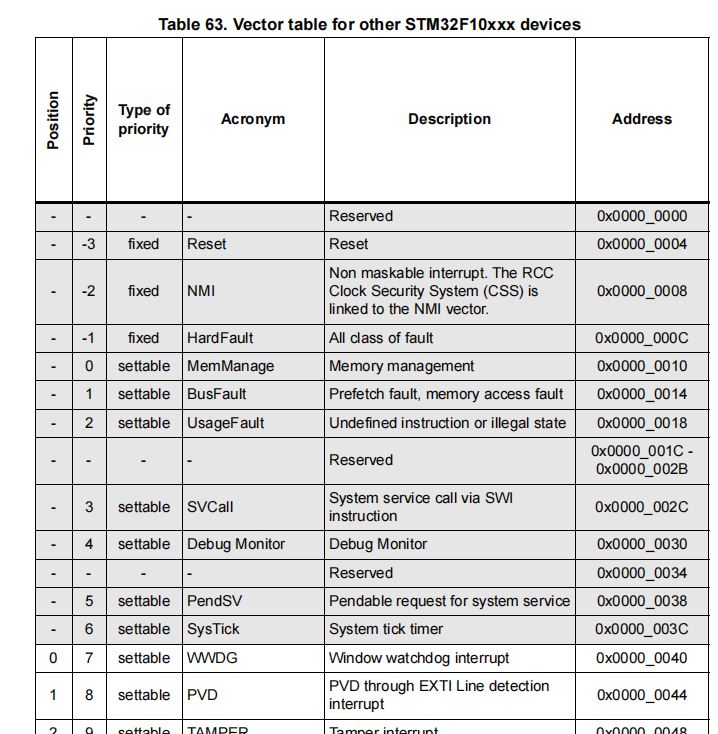 Table 63. Vector table for other STM32F10xxx devices
Position Priority Type of priority Acronym Description Address
- - - - Reserved 0x0000_0000
- -3 fixed Reset Reset 0x0000_0004
- -2 fixed NMI Non maskable interrupt. The RCC Clock Security System (CSS) is linked to the NMI vector. 0x0000_0008
- -1 fixed HardFault All class of fault 0x0000_000C
- 0 settable MemManage Memory management 0x0000_0010
- 1 settable BusFault Prefetch fault, memory access fault 0x0000_0014
- 2 settable UsageFault Undefined instruction or illegal state 0x0000_0018
- - - - Reserved 0x0000_001C - 0x0000_002B
- 3 settable SVCall System service call via SWI instruction 0x0000_002C
- 4 settable Debug Monitor Debug Monitor 0x0000_0030
- - - - Reserved 0x0000_0034
- 5 settable PendSV Pendable request for system service 0x0000_0038
- 6 settable SysTick System tick timer 0x0000_003C
0 7 settable WWDG Window watchdog interrupt 0x0000_0040
1 8 settable PVD PVD through EXTI Line detection interrupt 0x0000_0044
2 9 settable TAMPER Tamper interrupt 0x0000_0048